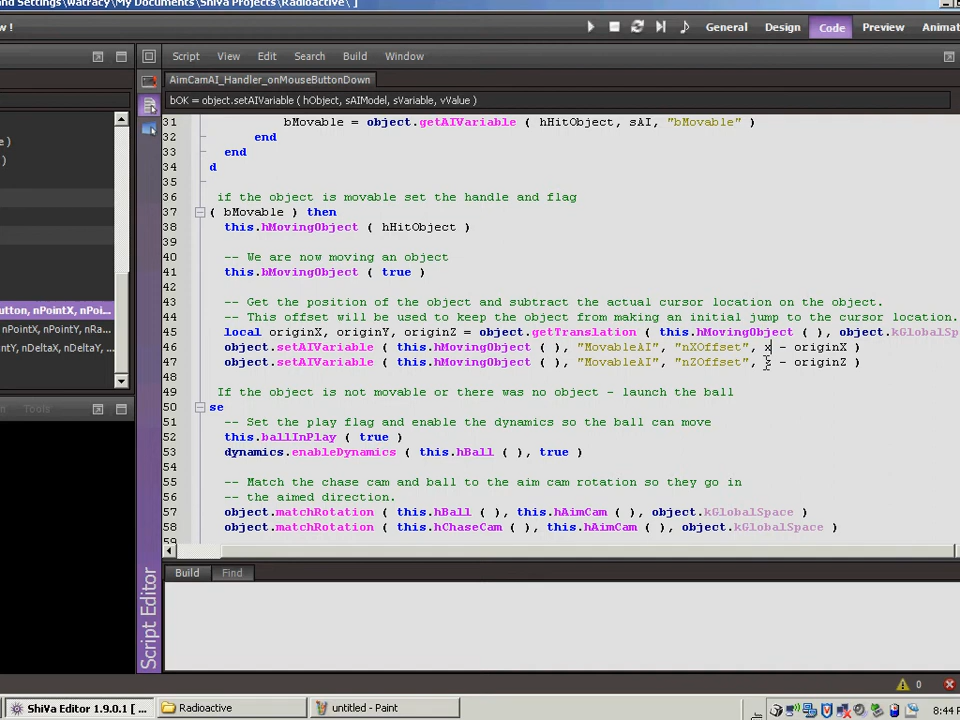 and Settings\watracy\My Documents\ShiVa Projects\Radioactive\ ]
w !
General Design Code Preview Animat
Script View Edit Search Build Window
AimCamAI_Handler_onMouseButtonDown
bOK = object.setAIVariable ( hObject, sAIModel, sVariable, vValue )
31 bMovable = object.getAIVariable ( hHitObject, sAI, "bMovable" )
32 end
33 end
34 d
35
36 if the object is movable set the handle and flag
37 ( bMovable ) then
38 this.hMovingObject ( hHitObject )
39
40 -- We are now moving an object
41 this.bMovingObject ( true )
42
43 -- Get the position of the object and subtract the actual cursor location on the object.
44 -- This offset will be used to keep the object from making an initial jump to the cursor location.
45 local originX, originY, originZ = object.getTranslation ( this.hMovingObject ( ), object.kGlobalSp
46 object.setAIVariable ( this.hMovingObject ( ), "MovableAI", "nXOffset", x - originX )
47 object.setAIVariable ( this.hMovingObject ( ), "MovableAI", "nZOffset", - originZ )
48
49 If the object is not movable or there was no object - launch the ball
50 se
51 -- Set the play flag and enable the dynamics so the ball can move
52 this.ballInPlay ( true )
53 dynamics.enableDynamics ( this.hBall ( ), true )
54
55 -- Match the chase cam and ball to the aim cam rotation so they go in
56 -- the aimed direction.
57 object.matchRotation ( this.hBall ( ), this.hAimCam ( ), object.kGlobalSpace )
58 object.matchRotation ( this.hChaseCam ( ), this.hAimCam ( ), object.kGlobalSpace )
59
e )
)
utton, nPointX, nPoi...
nPointX, nPointY, nRa...
nDeltaX, nDeltaY, ...
Tools
Script Editor
Build Find
0
ShiVa Editor 1.9.0.1 [ ...
Radioactive
untitled - Paint
8:44